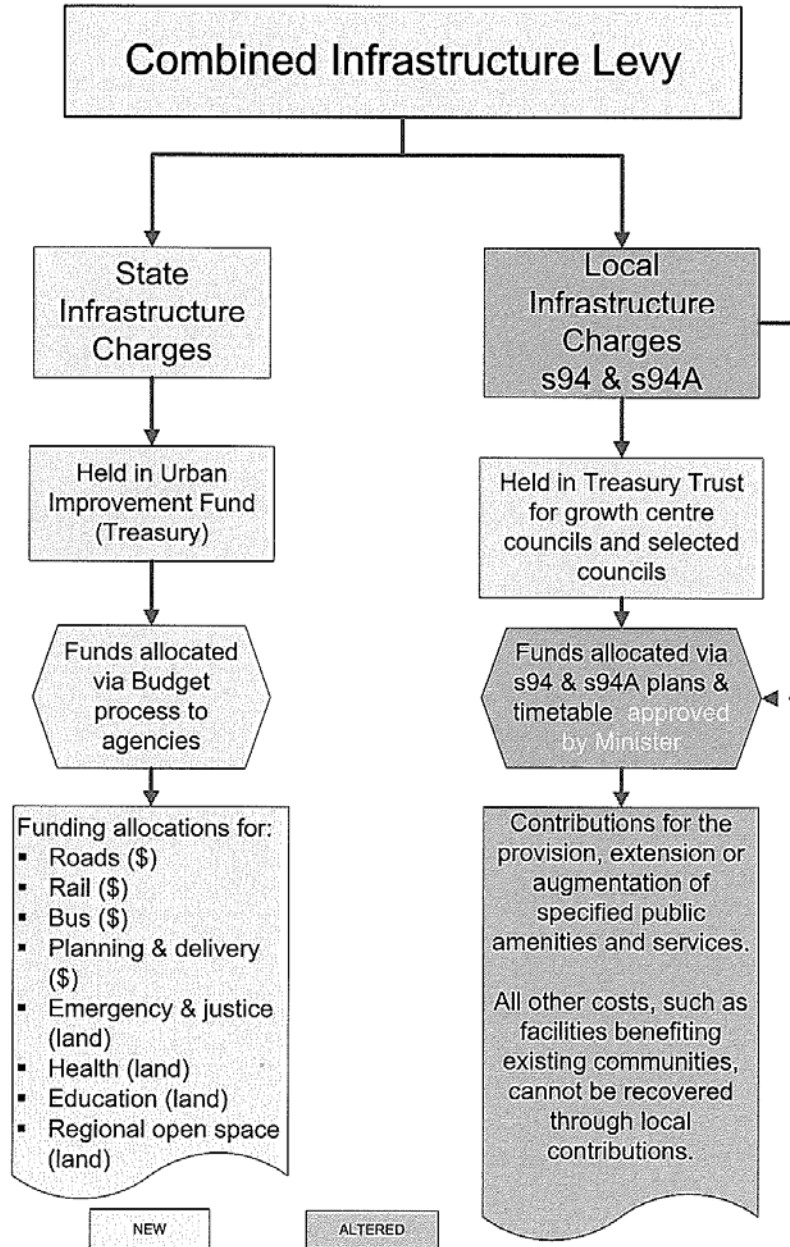 Combined Infrastructure Levy
State
Infrastructure
Charges
Held in Urban
Improvement Fund
(Treasury)
Funds allocated
via Budget
process to
agencies
Funding allocations for:
▪ Roads ($)
▪ Rail ($)
▪ Bus ($)
▪ Planning & delivery
($)
▪ Emergency & justice
(land)
▪ Health (land)
▪ Education (land)
▪ Regional open space
(land)
Local
Infrastructure
Charges
s94 & s94A
Held in Treasury Trust
for growth centre
councils and selected
councils
Funds allocated via
s94 & s94A plans &
timetable approved
by Minister
Contributions for the
provision, extension or
augmentation of
specified public
amenities and services.
All other costs, such as
facilities benefiting
existing communities,
cannot be recovered
through local
contributions.
NEW
ALTERED